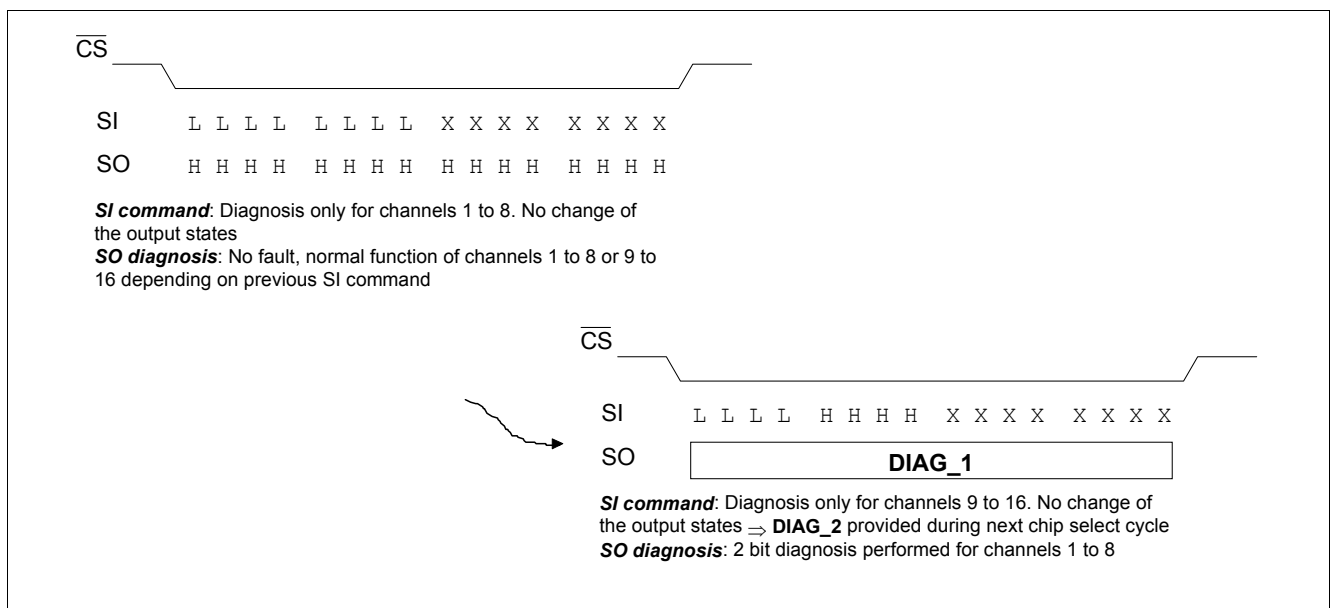 CS
SI L L L L L L L L X X X X X X X X
SO H H H H H H H H H H H H H H H H
SI command: Diagnosis only for channels 1 to 8. No change of
the output states
SO diagnosis: No fault, normal function of channels 1 to 8 or 9 to
16 depending on previous SI command
CS
SI L L L L H H H H X X X X X X X X
SO DIAG_1
SI command: Diagnosis only for channels 9 to 16. No change of
the output states ⇒ DIAG_2 provided during next chip select cycle
SO diagnosis: 2 bit diagnosis performed for channels 1 to 8